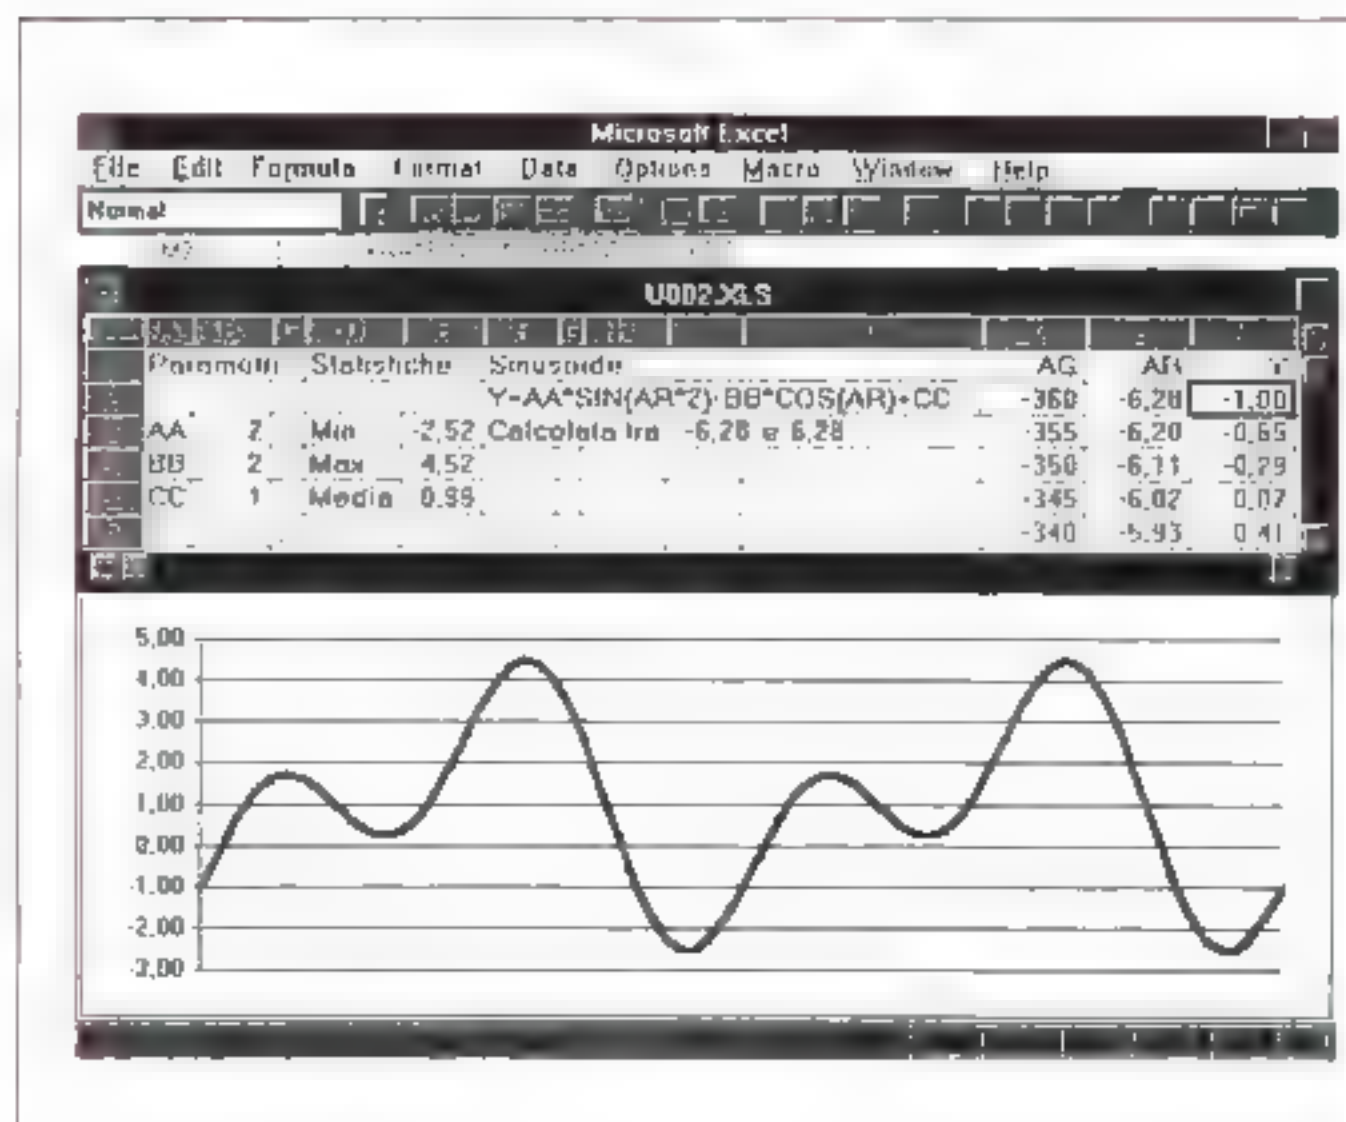 Microsoft Excel
File Edit Formula Format Data Options Macro Window Help
Normal
U002.XLS
Parametri Statistiche Sinusoide AG AR Y
Y=AA*SIN(AR*2)-BB*COS(AR)+CC -360 -6,28 -1,00
AA 2 Min -2,52 Calcolata tra -6,28 e 6,28 -355 -6,20 -0,65
BB 2 Max 4,52 -350 -6,11 -0,29
CC 1 Media 0,99 -345 -6,02 0,07
-340 -5,93 0,41
5,00
4,00
3,00
2,00
1,00
0,00
-1,00
-2,00
-3,00